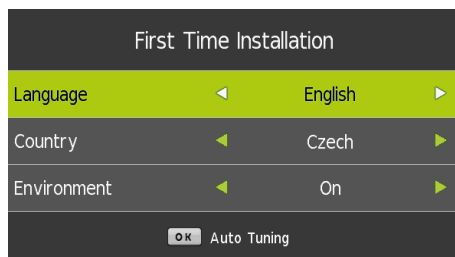 First Time Installation
Language English
Country Czech
Environment On
OK Auto Tuning